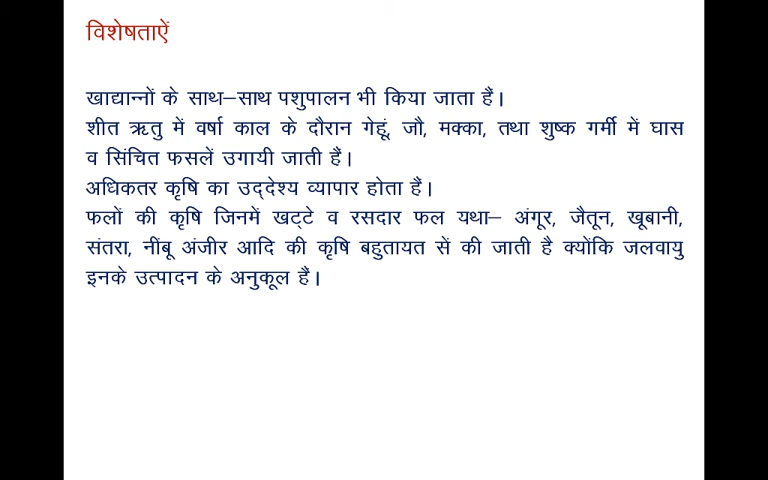 विशेषताऐं
खाद्यान्नों के साथ–साथ पशुपालन भी किया जाता हैं।
शीत ऋतु में वर्षा काल के दौरान गेहूं, जौ, मक्का, तथा शुष्क गर्मी में घास
व सिंचित फसलें उगायी जाती हैं।
अधिकतर कृषि का उद्देश्य व्यापार होता हैं।
फलों की कृषि जिनमें खट्टे व रसदार फल यथा– अंगूर, जैतून, खूबानी,
संतरा, नींबू अंजीर आदि की कृषि बहुतायत सें की जाती है क्योंकि जलवायु
इनके उत्पादन के अनुकूल हैं।